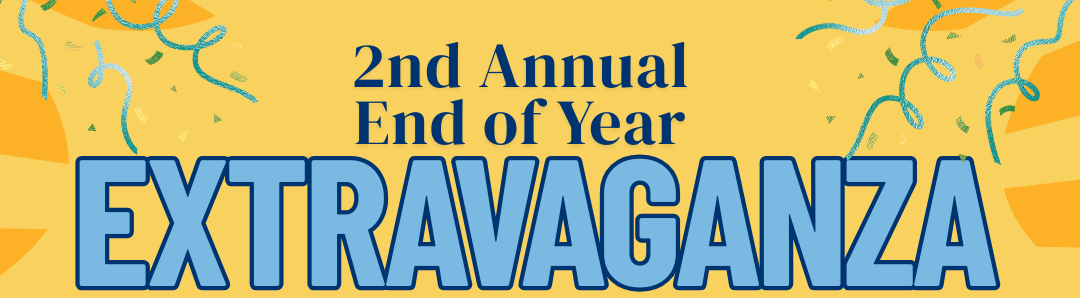 2nd Annual
End of Year
EXTRAVAGANZA